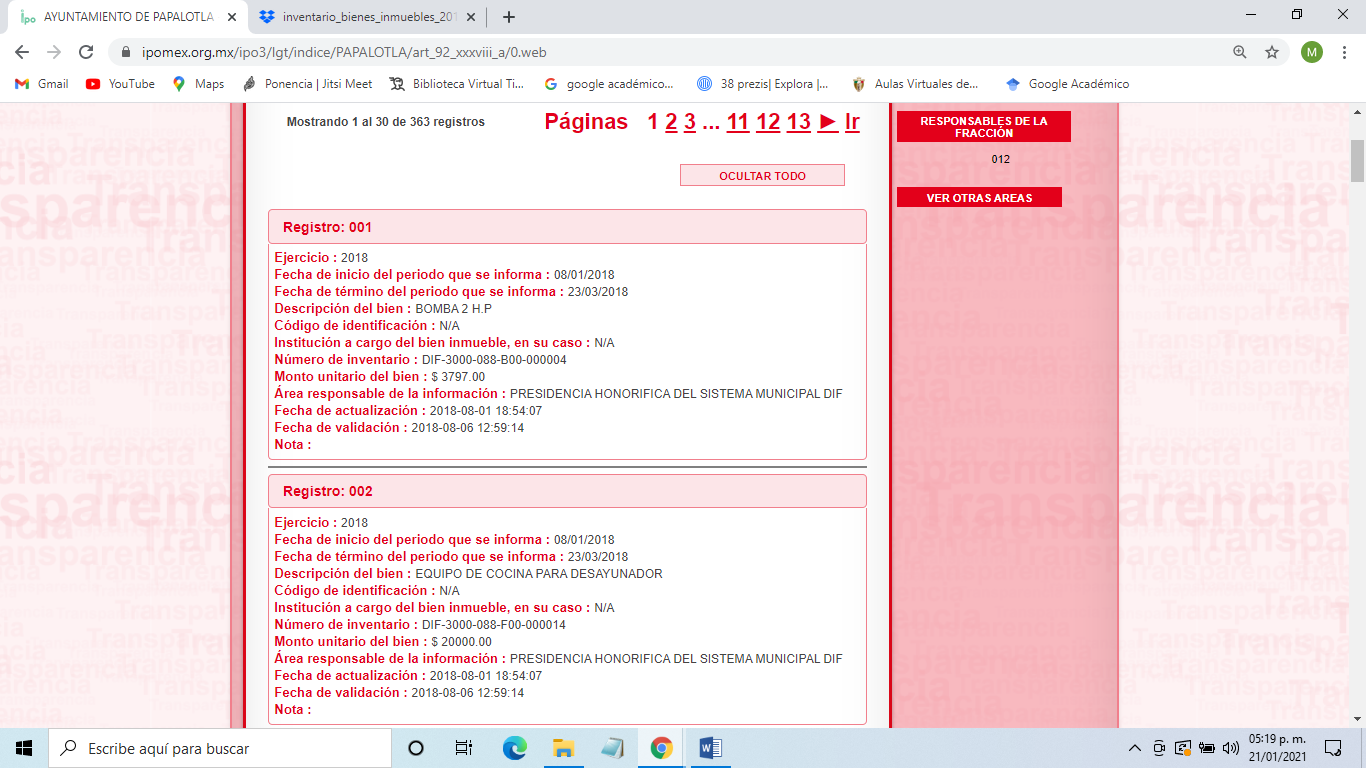 AYUNTAMIENTO DE PAPALOTLA
inventario_bienes_inmuebles_201
ipomex.org.mx/ipo3/lgt/indice/PAPALOTLA/art_92_xxxviii_a/0.web
M
Gmail
YouTube
Maps
Ponencia | Jitsi Meet
Biblioteca Virtual Ti...
google académico...
38 prezis| Explora |...
Aulas Virtuales de...
Google Académico
Mostrando 1 al 30 de 363 registros
Páginas 1 2 3 ... 11 12 13 ► Ir
OCULTAR TODO
RESPONSABLES DE LA
FRACCIÓN
012
VER OTRAS AREAS
Registro: 001
Ejercicio : 2018
Fecha de inicio del periodo que se informa : 08/01/2018
Fecha de término del periodo que se informa : 23/03/2018
Descripción del bien : BOMBA 2 H.P
Código de identificación : N/A
Institución a cargo del bien inmueble, en su caso : N/A
Número de inventario : DIF-3000-088-B00-000004
Monto unitario del bien : $ 3797.00
Área responsable de la información : PRESIDENCIA HONORIFICA DEL SISTEMA MUNICIPAL DIF
Fecha de actualización : 2018-08-01 18:54:07
Fecha de validación : 2018-08-06 12:59:14
Nota :
Registro: 002
Ejercicio : 2018
Fecha de inicio del periodo que se informa : 08/01/2018
Fecha de término del periodo que se informa : 23/03/2018
Descripción del bien : EQUIPO DE COCINA PARA DESAYUNADOR
Código de identificación : N/A
Institución a cargo del bien inmueble, en su caso : N/A
Número de inventario : DIF-3000-088-F00-000014
Monto unitario del bien : $ 20000.00
Área responsable de la información : PRESIDENCIA HONORIFICA DEL SISTEMA MUNICIPAL DIF
Fecha de actualización : 2018-08-01 18:54:07
Fecha de validación : 2018-08-06 12:59:14
Nota :
Transparencia
Escribe aquí para buscar
05:19 p. m.
21/01/2021